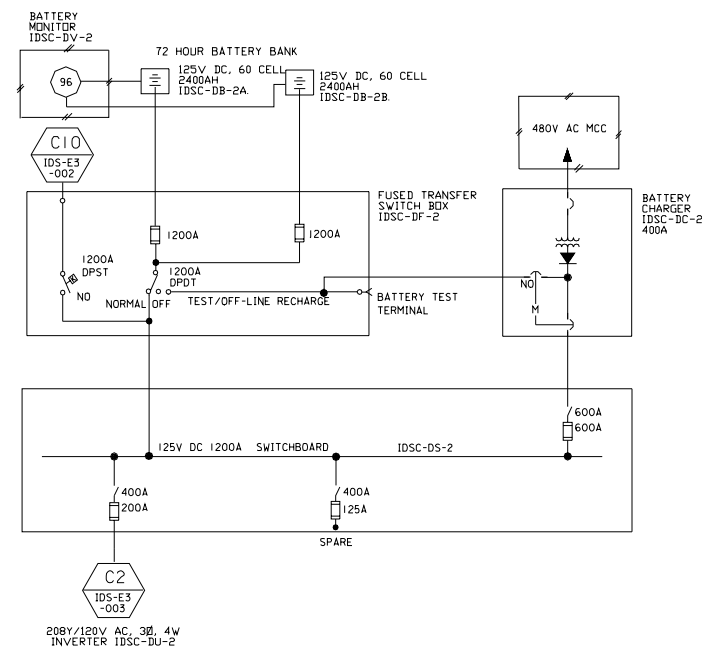 BATTERY
MONITOR
IDSC-DV-2
96
72 HOUR BATTERY BANK
125V DC, 60 CELL
2400AH
IDSC-DB-2A.
125V DC, 60 CELL
2400AH
IDSC-DB-2B.
480V AC MCC
C10
IDS-E3
-002
FUSED TRANSFER
SWITCH BOX
IDSC-DF-2
BATTERY
CHARGER
IDSC-DC-2
400A
1200A
1200A
1200A
DPST
K
NO
1200A
DPDT
NORMAL OFF
TEST/OFF-LINE RECHARGE
BATTERY TEST
TERMINAL
NO
M
600A
600A
125V DC 1200A SWITCHBOARD IDSC-DS-2
400A
200A
400A
125A
SPARE
C2
IDS-E3
-003
208Y/120V AC, 3Ø, 4W
INVERTER IDSC-DU-2